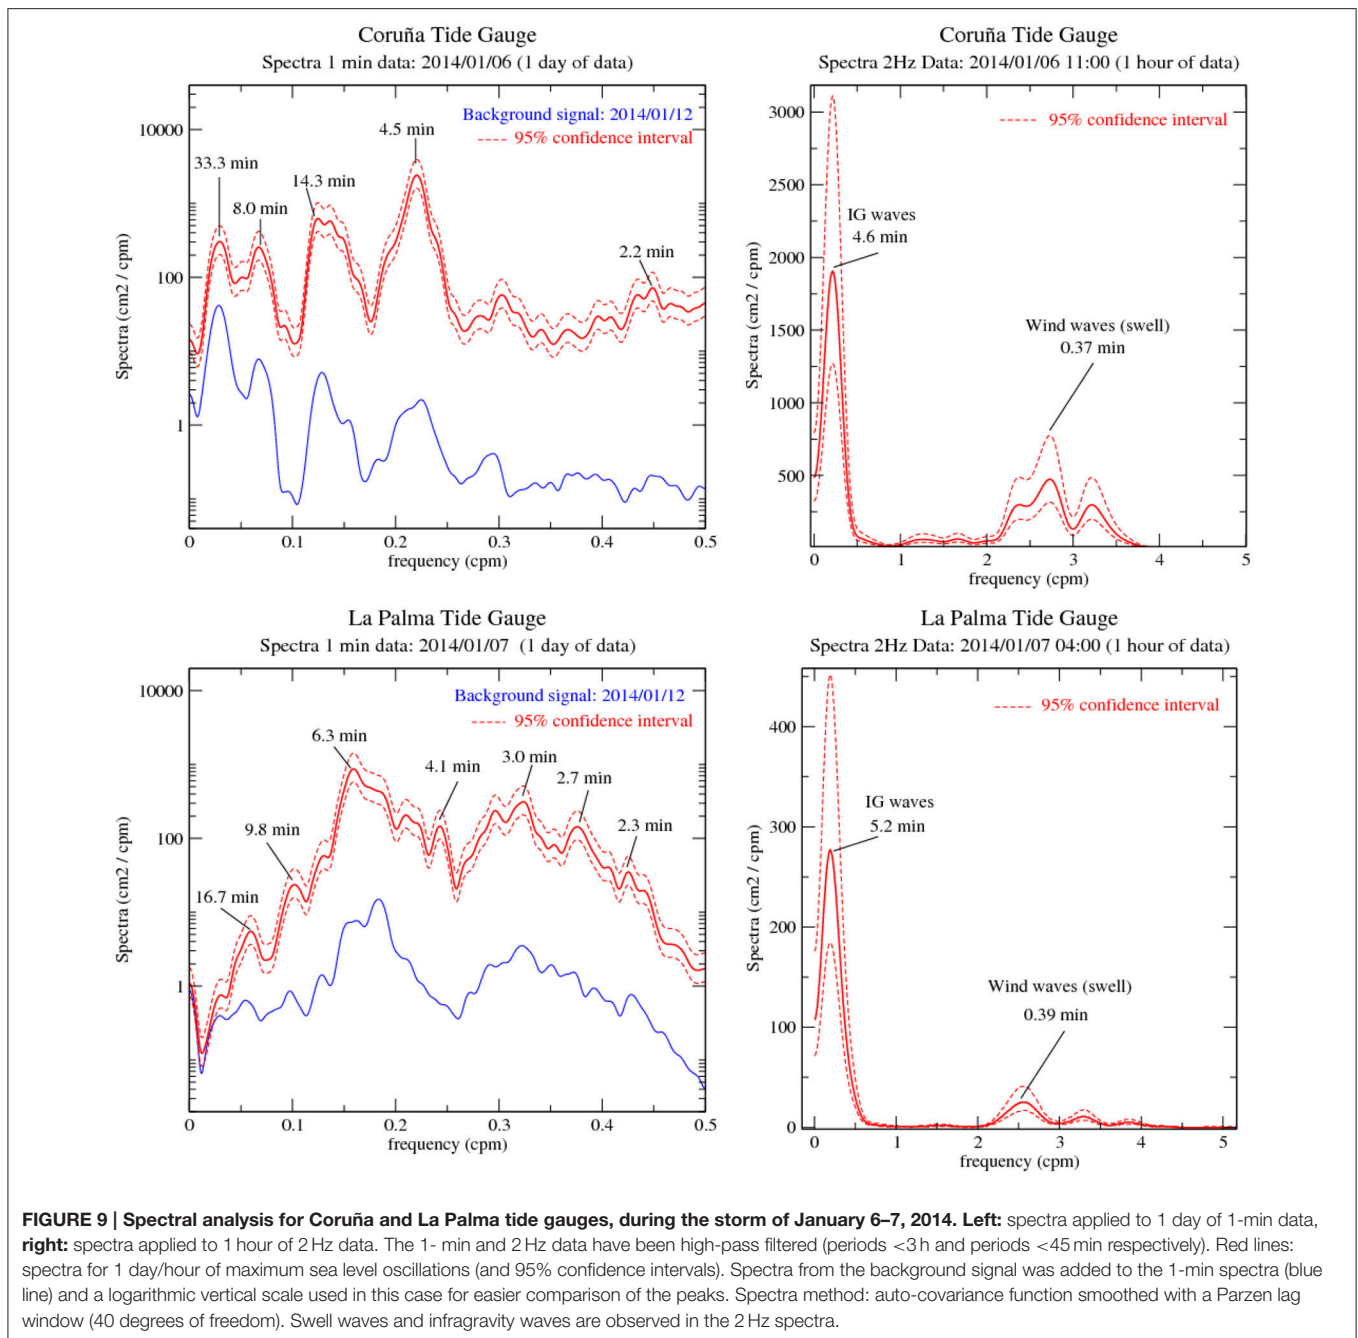 Coruña Tide Gauge
Spectra 1 min data: 2014/01/06 (1 day of data)
Background signal: 2014/01/12
95% confidence interval
4.5 min
33.3 min
14.3 min
8.0 min
2.2 min
10000
100
1
Spectra (cm2 / cpm)
0 0.1 0.2 0.3 0.4 0.5
frequency (cpm)
Coruña Tide Gauge
Spectra 2Hz Data: 2014/01/06 11:00 (1 hour of data)
95% confidence interval
IG waves
4.6 min
Wind waves (swell)
0.37 min
3000
2500
2000
1500
1000
500
Spectra (cm2 / cpm)
0 1 2 3 4 5
frequency (cpm)
La Palma Tide Gauge
Spectra 1 min data: 2014/01/07 (1 day of data)
Background signal: 2014/01/12
95% confidence interval
6.3 min
4.1 min
3.0 min
2.7 min
9.8 min
2.3 min
16.7 min
10000
100
1
Spectra (cm2 / cpm)
0 0.1 0.2 0.3 0.4 0.5
frequency (cpm)
La Palma Tide Gauge
Spectra 2Hz Data: 2014/01/07 04:00 (1 hour of data)
95% confidence interval
IG waves
5.2 min
Wind waves (swell)
0.39 min
400
300
200
100
0
Spectra (cm2 / cpm)
0 1 2 3 4 5
frequency (cpm)
FIGURE 9 | Spectral analysis for Coruña and La Palma tide gauges, during the storm of January 6–7, 2014. Left: spectra applied to 1 day of 1-min data,
right: spectra applied to 1 hour of 2 Hz data. The 1- min and 2 Hz data have been high-pass filtered (periods <3 h and periods <45 min respectively). Red lines:
spectra for 1 day/hour of maximum sea level oscillations (and 95% confidence intervals). Spectra from the background signal was added to the 1-min spectra (blue
line) and a logarithmic vertical scale used in this case for easier comparison of the peaks. Spectra method: auto-covariance function smoothed with a Parzen lag
window (40 degrees of freedom). Swell waves and infragravity waves are observed in the 2 Hz spectra.